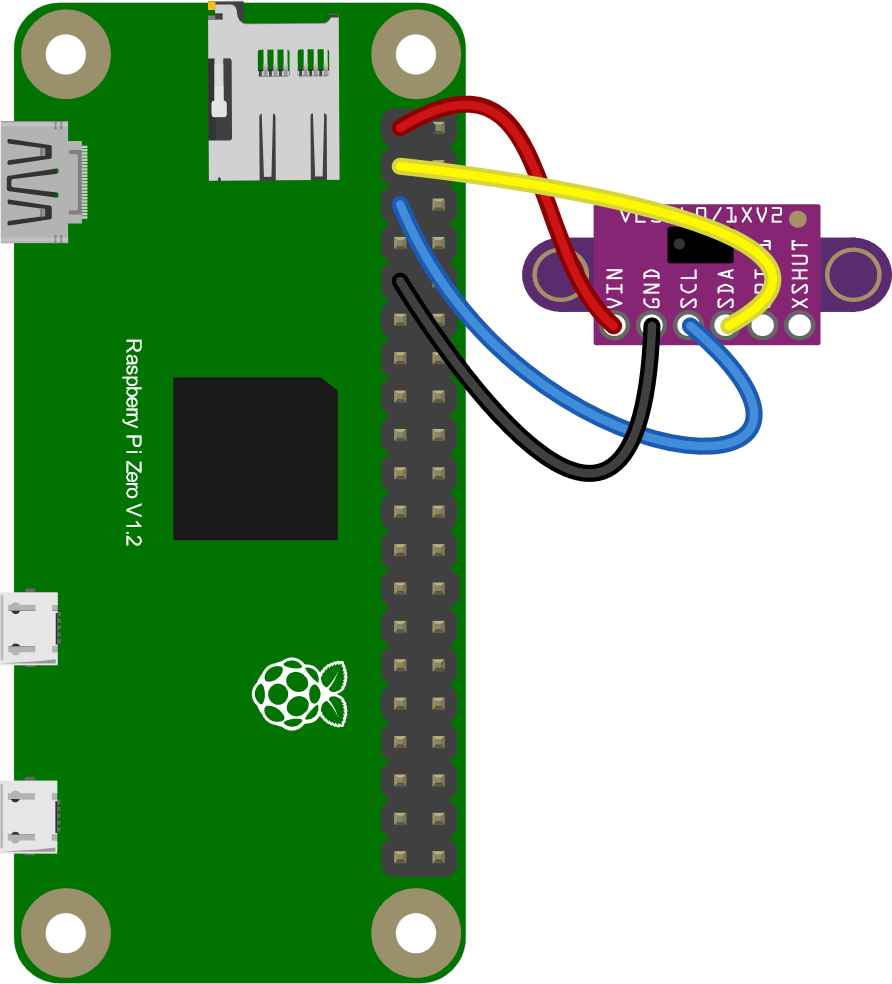 Raspberry Pi Zero V1.2
VIN
GND
SCL
SDA
XSHUT